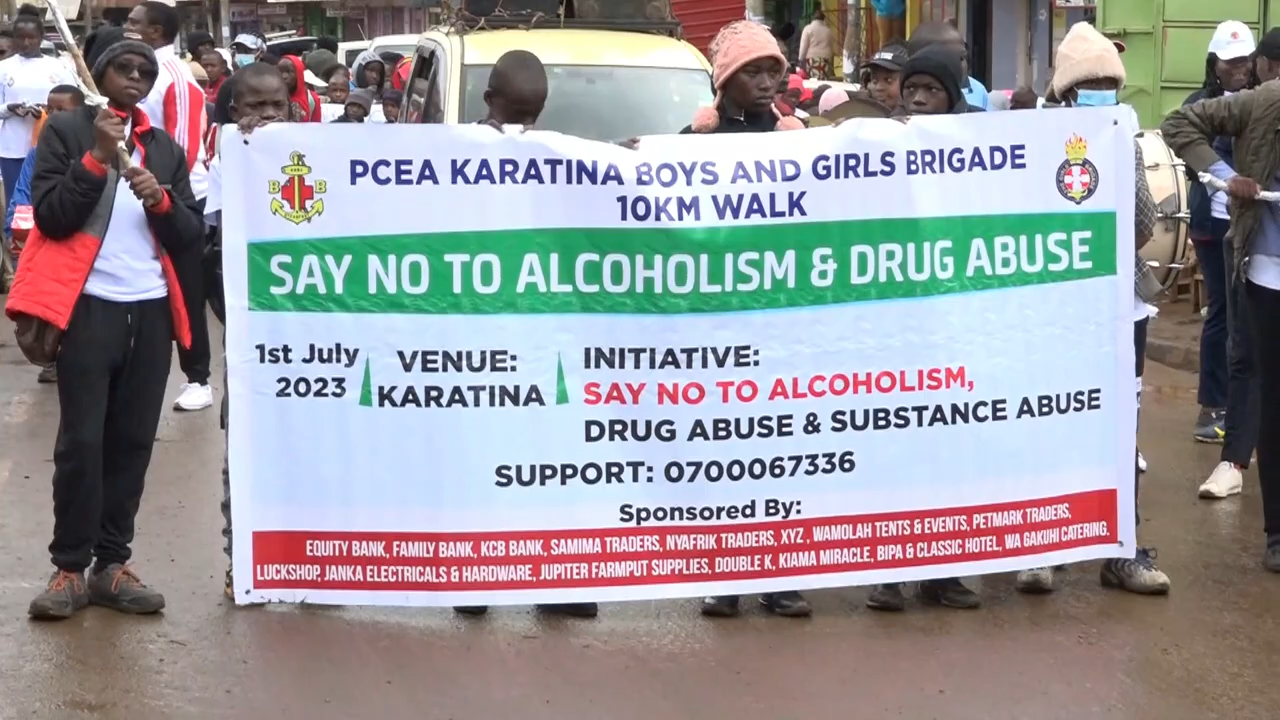 PCEA KARATINA BOYS AND GIRLS BRIGADE
10KM WALK
B B
SAY NO TO ALCOHOLISM & DRUG ABUSE
1st July
2023
VENUE:
KARATINA
INITIATIVE:
SAY NO TO ALCOHOLISM,
DRUG ABUSE & SUBSTANCE ABUSE
SUPPORT: 0700067336
Sponsored By:
EQUITY BANK, FAMILY BANK, KCB BANK, SAMIMA TRADERS, NYAFRIK TRADERS, XYZ , WAMOLAH TENTS & EVENTS, PETMARK TRADERS,
LUCKSHOP, JANKA ELECTRICALS & HARDWARE, JUPITER FARMPUT SUPPLIES, DOUBLE K, KIAMA MIRACLE, BIPA & CLASSIC HOTEL, WA GAKUHI CATERING.